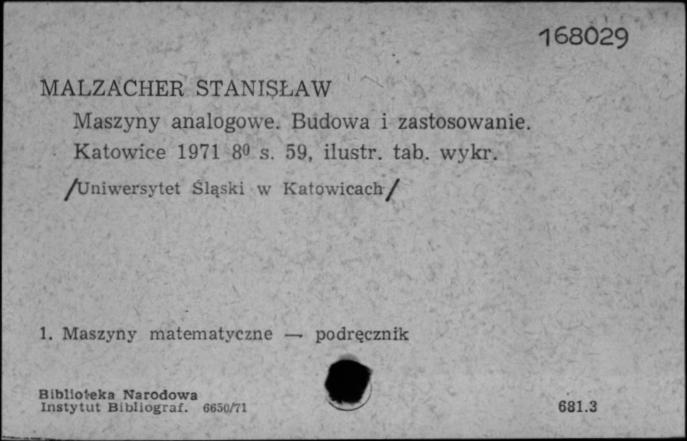 168029
MALZACHER STANISŁAW
Maszyny analogowe. Budowa i zastosowanie.
Katowice 1971 8⁰ s. 59, ilustr. tab. wykr.
/Uniwersytet Śląski w Katowicach/
1. Maszyny matematyczne — podręcznik
Biblioteka Narodowa
Instytut Bibliograf. 6650/71
681.3